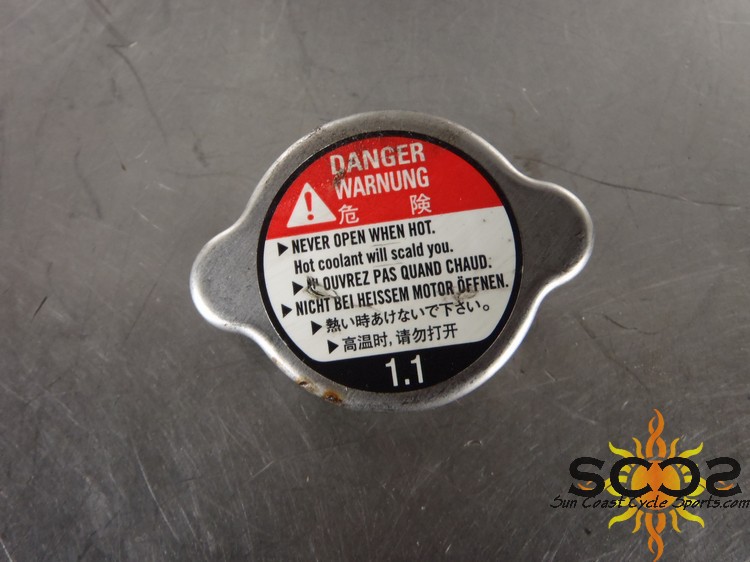 DANGER
WARNUNG
危 険
▶ NEVER OPEN WHEN HOT.
Hot coolant will scald you.
▶ N' OUVREZ PAS QUAND CHAUD.
▶ NICHT BEI HEISSEM MOTOR ÖFFNEN.
▶ 熱い時あけないで下さい。
▶ 高温时, 请勿打开
1.1
SCCS
Sun Coast Cycle Sports.com